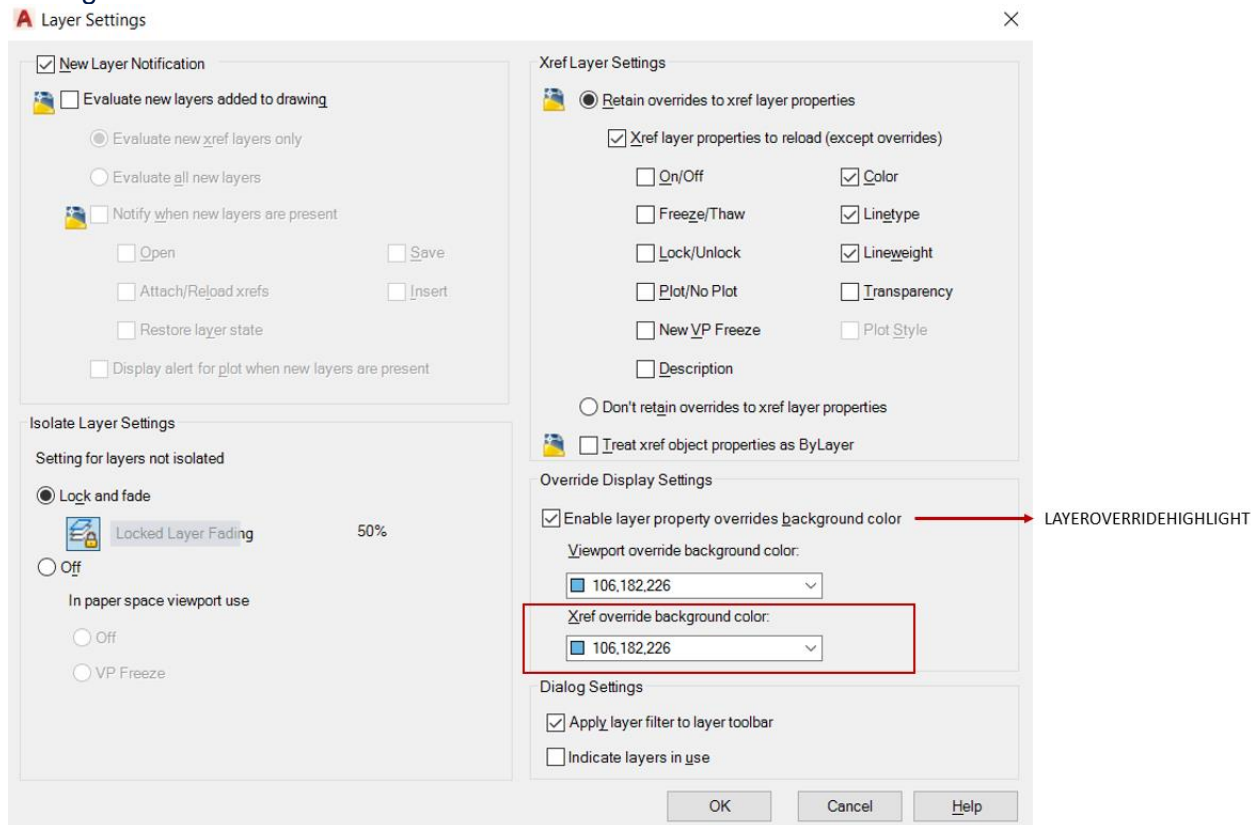 Layer Settings
New Layer Notification
Evaluate new layers added to drawing
Evaluate new xref layers only
Evaluate all new layers
Notify when new layers are present
Open
Save
Attach/Reload xrefs
Insert
Restore layer state
Display alert for plot when new layers are present
Isolate Layer Settings
Setting for layers not isolated
Lock and fade
Locked Layer Fading
50%
Off
In paper space viewport use
Off
VP Freeze
Xref Layer Settings
Retain overrides to xref layer properties
Xref layer properties to reload (except overrides)
On/Off
Color
Freeze/Thaw
Linetype
Lock/Unlock
Lineweight
Plot/No Plot
Transparency
New VP Freeze
Plot Style
Description
Don't retain overrides to xref layer properties
Treat xref object properties as ByLayer
Override Display Settings
Enable layer property overrides background color
LAYEROVERRIDEHIGHLIGHT
Viewport override background color:
106,182,226
Xref override background color:
106,182,226
Dialog Settings
Apply layer filter to layer toolbar
Indicate layers in use
OK
Cancel
Help